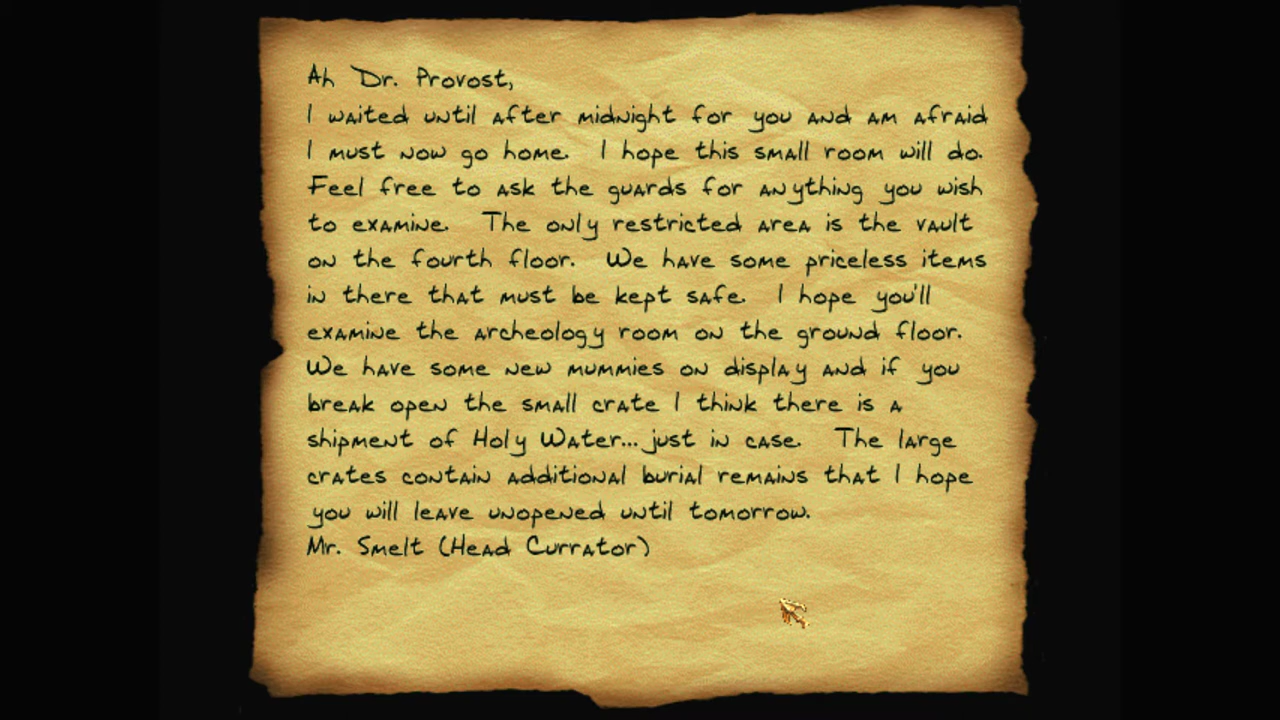 Ah Dr. Provost,
I waited until after midnight for you and am afraid
I must now go home. I hope this small room will do.
Feel free to ask the guards for anything you wish
to examine. The only restricted area is the vault
on the fourth floor. We have some priceless items
in there that must be kept safe. I hope you'll
examine the archeology room on the ground floor.
We have some new mummies on display and if you
break open the small crate I think there is a
shipment of Holy Water... just in case. The large
crates contain additional burial remains that I hope
you will leave unopened until tomorrow.
Mr. Smelt (Head Currator)